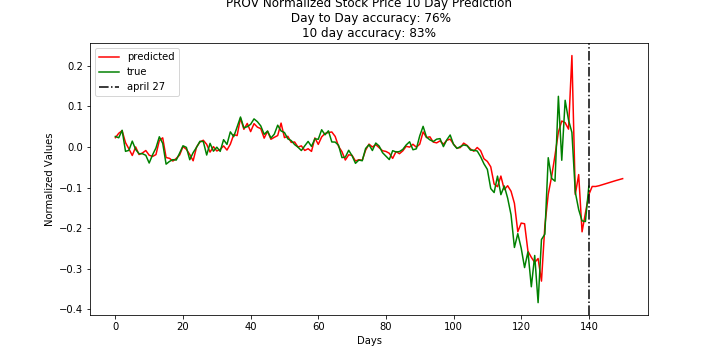 PROV Normalized Stock Price 10 Day Prediction
Day to Day accuracy: 76%
10 day accuracy: 83%
predicted
true
april 27
Normalized Values
0.2
0.1
0.0
−0.1
−0.2
−0.3
−0.4
0 20 40 60 80 100 120 140
Days